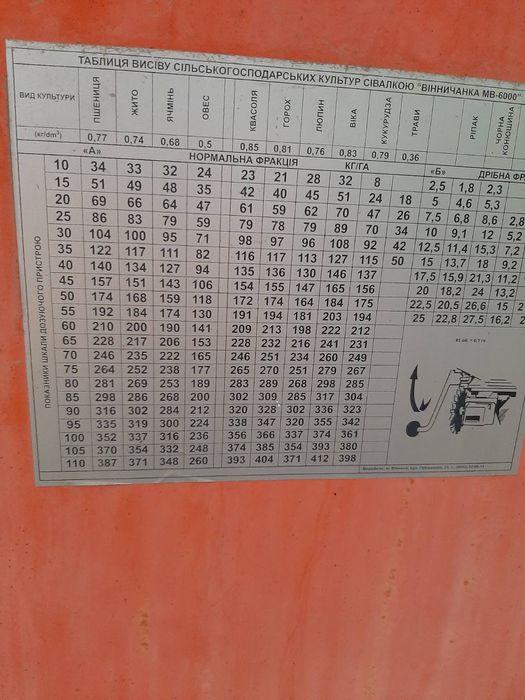 ТАБЛИЦЯ ВИСІВУ СІЛЬСЬКОГОСПОДАРСЬКИХ КУЛЬТУР СІВАЛКОЮ "ВІННИЧАНКА МВ-6000"
ВИД КУЛЬТУРИ ПШЕНИЦЯ ЖИТО ЯЧМІНЬ ОВЕС КВАСОЛЯ ГОРОХ ЛЮПИН ВІКА КУКУРУДЗА ТРАВИ РІПАК ЧОРНА КОНЮШИНА
(кг/dm³) 0,77 0,74 0,68 0,5 0,85 0,81 0,76 0,83 0,79 0,36
«А» НОРМАЛЬНА ФРАКЦІЯ КГ/ГА «Б» ДРІБНА ФР
ПОКАЗНИКИ ШКАЛИ ДОЗУЮЧОГО ПРИСТРОЮ
10 34 33 32 24 23 21 28 32 8 2,5 1,8 2,3
15 51 49 48 35 42 40 45 51 24 18 5 4,6 5,3
20 69 66 64 47 61 59 62 70 47 26 7,5 6,8 8,6 2,8
25 86 83 79 59 79 78 79 89 70 34 10 9,1 12 5,2
30 104 100 95 71 98 97 96 108 92 42 12,5 11,4 15,3 7,2
35 122 117 111 82 116 117 113 127 115 50 15 13,7 18 9,2
40 140 134 127 94 135 136 130 146 137 17,5 15,9 21,3 11,2
45 157 151 143 106 154 155 147 165 156 20 18,2 24 13,2
50 174 168 159 118 172 174 164 184 175 22,5 20,5 26,6 15
55 192 184 174 130 191 194 181 203 194 25 22,8 27,5 16,2
60 210 200 190 141 209 213 198 222 212
65 228 217 206 153 228 232 216 241 231
70 246 235 222 165 246 251 234 260 249
75 264 252 238 177 265 270 251 279 267
80 281 269 253 189 283 289 268 298 285
85 298 286 268 200 302 309 285 317 304
90 316 302 284 212 320 328 302 336 323
95 335 319 300 224 338 347 320 355 342
100 352 337 316 236 356 366 337 374 361
105 370 354 332 248 374 385 354 393 380
110 387 371 348 260 393 404 371 412 398